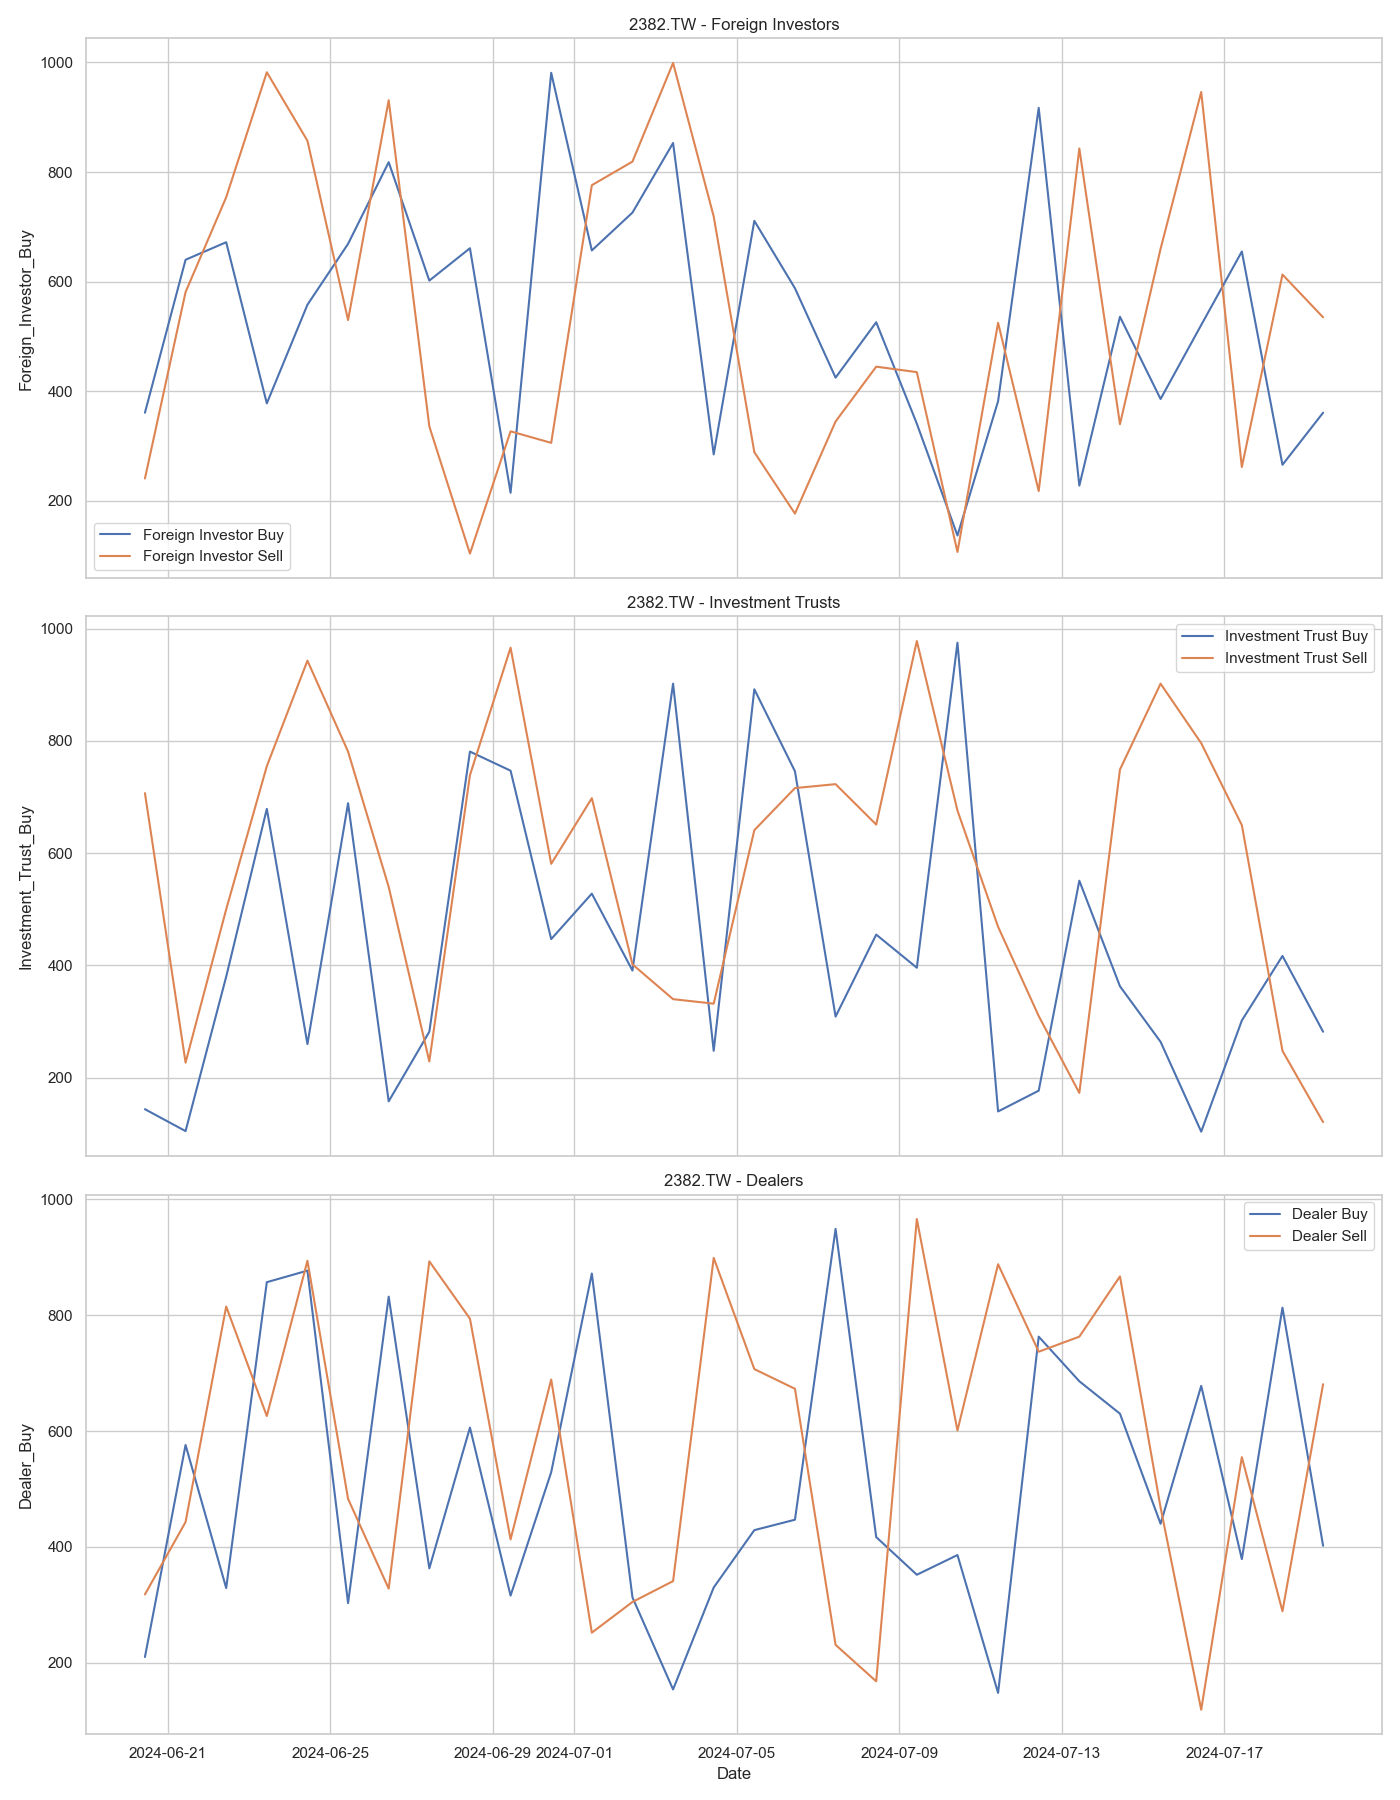 2382.TW - Foreign Investors
1000
800
600
400
200
Foreign_Investor_Buy
Foreign Investor Buy
Foreign Investor Sell
2382.TW - Investment Trusts
1000
800
600
400
200
Investment_Trust_Buy
Investment Trust Buy
Investment Trust Sell
2382.TW - Dealers
1000
800
600
400
200
Dealer_Buy
Dealer Buy
Dealer Sell
2024-06-21 2024-06-25 2024-06-29 2024-07-01 2024-07-05 2024-07-09 2024-07-13 2024-07-17
Date